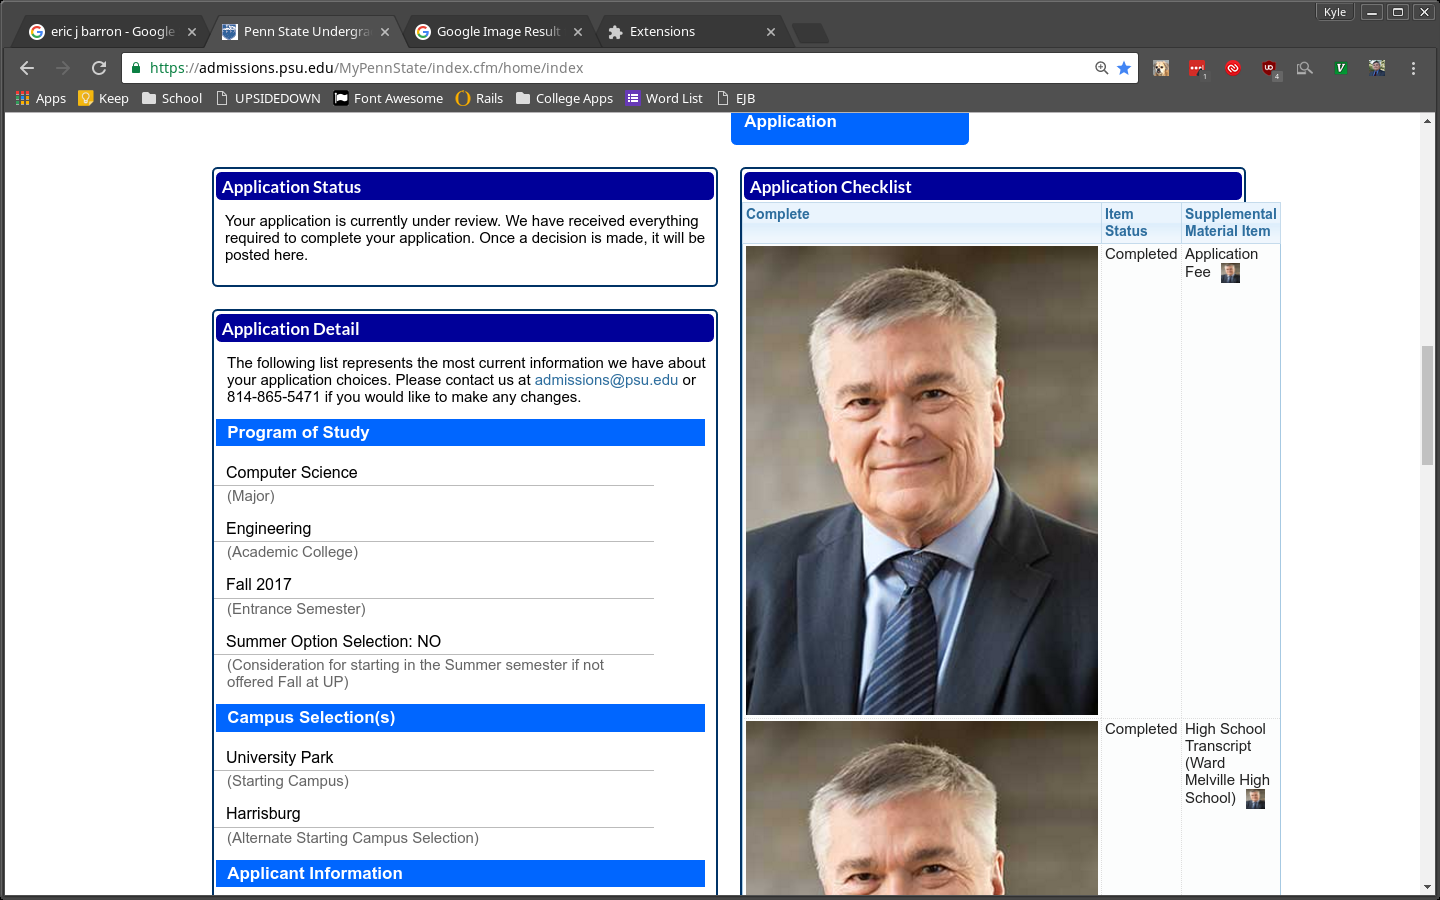 Kyle
eric j barron - Google
Penn State Undergra
Google Image Result
Extensions
https://admissions.psu.edu/MyPennState/index.cfm/home/index
1
4
Apps
Keep
School
UPSIDEDOWN
Font Awesome
Rails
College Apps
Word List
EJB
Application
Application Status
Your application is currently under review. We have received everything
required to complete your application. Once a decision is made, it will be
posted here.
Application Detail
The following list represents the most current information we have about
your application choices. Please contact us at admissions@psu.edu or
814-865-5471 if you would like to make any changes.
Program of Study
Computer Science
(Major)
Engineering
(Academic College)
Fall 2017
(Entrance Semester)
Summer Option Selection: NO
(Consideration for starting in the Summer semester if not
offered Fall at UP)
Campus Selection(s)
University Park
(Starting Campus)
Harrisburg
(Alternate Starting Campus Selection)
Applicant Information
Application Checklist
Complete
Item
Status
Supplemental
Material Item
Completed
Application
Fee
Completed
High School
Transcript
(Ward
Melville High
School)